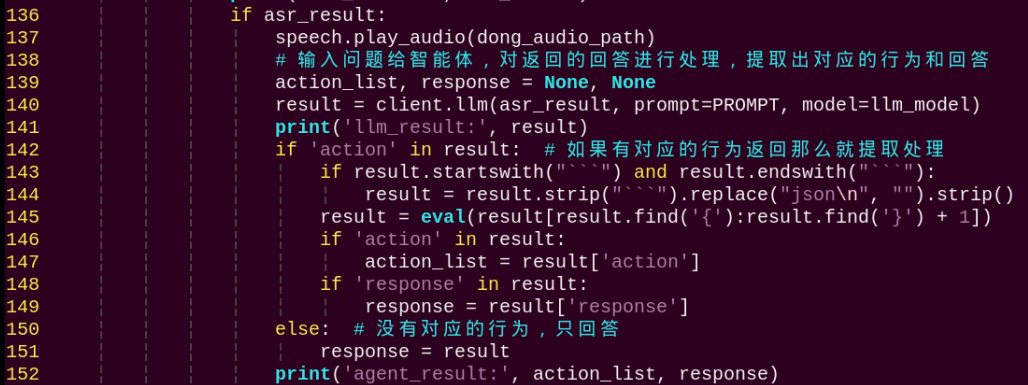 136 if asr_result:
137 speech.play_audio(dong_audio_path)
138 # 输入问题给智能体，对返回的回答进行处理，提取出对应的行为和回答
139 action_list, response = None, None
140 result = client.llm(asr_result, prompt=PROMPT, model=llm_model)
141 print('llm_result:', result)
142 if 'action' in result:  # 如果有对应的行为返回那么就提取处理
143 if result.startswith("```") and result.endswith("```"):
144 result = result.strip("```").replace("json\n", "").strip()
145 result = eval(result[result.find('{'):result.find('}') + 1])
146 if 'action' in result:
147 action_list = result['action']
148 if 'response' in result:
149 response = result['response']
150 else:  # 没有对应的行为，只回答
151 response = result
152 print('agent_result:', action_list, response)